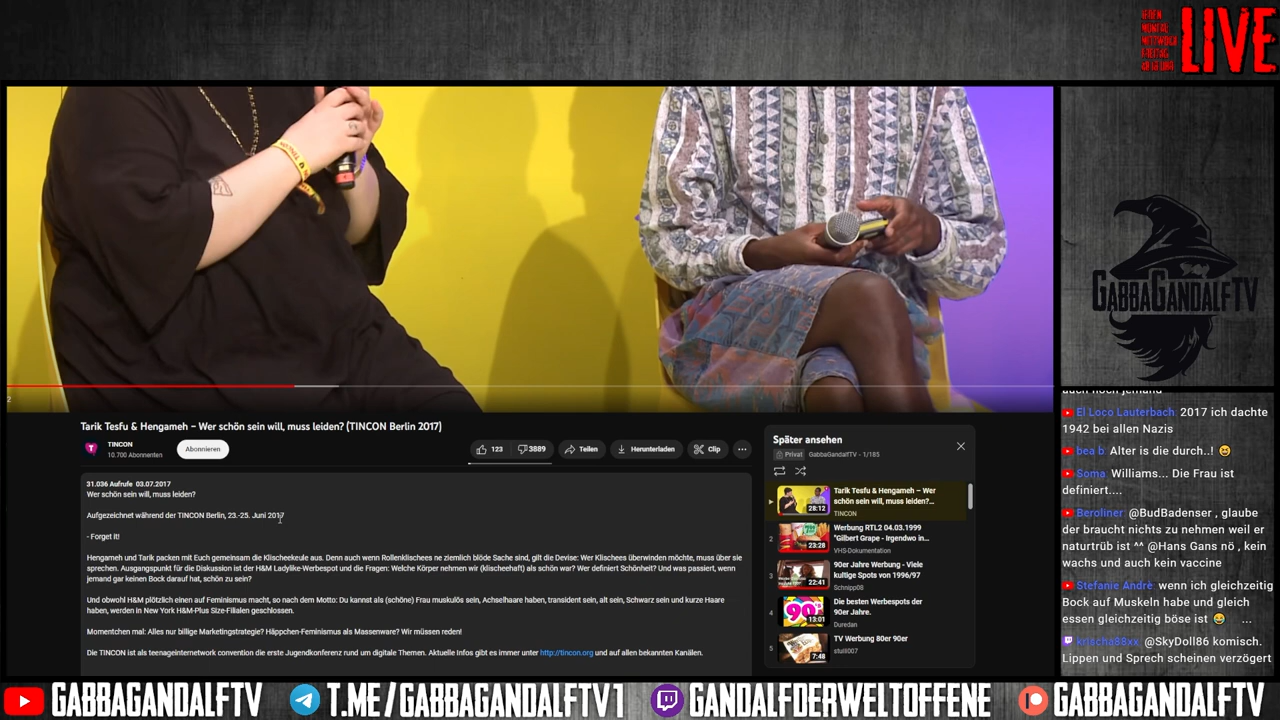 JEDEN
MONTAG
MITTWOCH
FREITAG
LIVE
Tarik Tesfu & Hengameh – Wer schön sein will, muss leiden? (TINCON Berlin 2017)
TINCON
10.700 Abonnenten
Abonnieren
123
3889
Teilen
Herunterladen
Clip
31.036 Aufrufe 03.07.2017
Wer schön sein will, muss leiden?
Aufgezeichnet während der TINCON Berlin, 23.-25. Juni 2017
- Forget it!
Hengameh und Tarik packen mit Euch gemeinsam die Klischeekeule aus. Denn auch wenn Rollenklischees ne ziemlich blöde Sache sind, gilt die Devise: Wer Klischees überwinden möchte, muss über sie
sprechen. Ausgangspunkt für die Diskussion ist der H&M Ladylike-Werbespot und die Fragen: Welche Körper nehmen wir (klischeehaft) als schön war? Wer definiert Schönheit? Und was passiert, wenn
jemand gar keinen Bock darauf hat, schön zu sein?
Und obwohl H&M plötzlich einen auf Feminismus macht, so nach dem Motto: Du kannst als (schöne) Frau muskulös sein, Achselhaare haben, transident sein, alt sein, Schwarz sein und kurze Haare
haben, werden in New York H&M-Plus Size-Filialen geschlossen.
Momentchen mal: Alles nur billige Marketingstrategie? Häppchen-Feminismus als Massenware? Wir müssen reden!
Die TINCON ist als teenageinternetwork convention die erste Jugendkonferenz rund um digitale Themen. Aktuelle Infos gibt es immer unter http://tincon.org und auf allen bekannten Kanälen.
Später ansehen
Privat GabbaGandalfTV - 1/185
Tarik Tesfu & Hengameh – Wer
schön sein will, muss leiden?...
TINCON
28:12
2
Werbung RTL2 04.03.1999
"Gilbert Grape - Irgendwo in...
VHS-Dokumentation
23:28
3
90er Jahre Werbung - Viele
kultige Spots von 1996/97
Schnipp08
22:41
4
Die besten Werbespots der
90er Jahre.
Duredan
13:01
5
TV Werbung 80er 90er
stuili007
7:48
GABBAGANDALFTV
auch noch jemand
El Loco Lauterbach 2017 ich dachte
1942 bei allen Nazis
bea b Alter is die durch..!
Soma Williams... Die Frau ist
definiert....
Beroliner @BudBadenser , glaube
der braucht nichts zu nehmen weil er
naturtrüb ist ^^ @Hans Gans nö , kein
wachs und auch kein vaccine
Stefanie André wenn ich gleichzeitig
Bock auf Muskeln habe und gleich
essen gleichzeitig böse ist ...
krischa88xx @SkyDoll86 komisch.
Lippen und Sprech scheinen verzögert
GABBAGANDALFTV
T.ME/GABBAGANDALFTV1
GANDALFDERWELTOFFENE
GABBAGANDALFTV